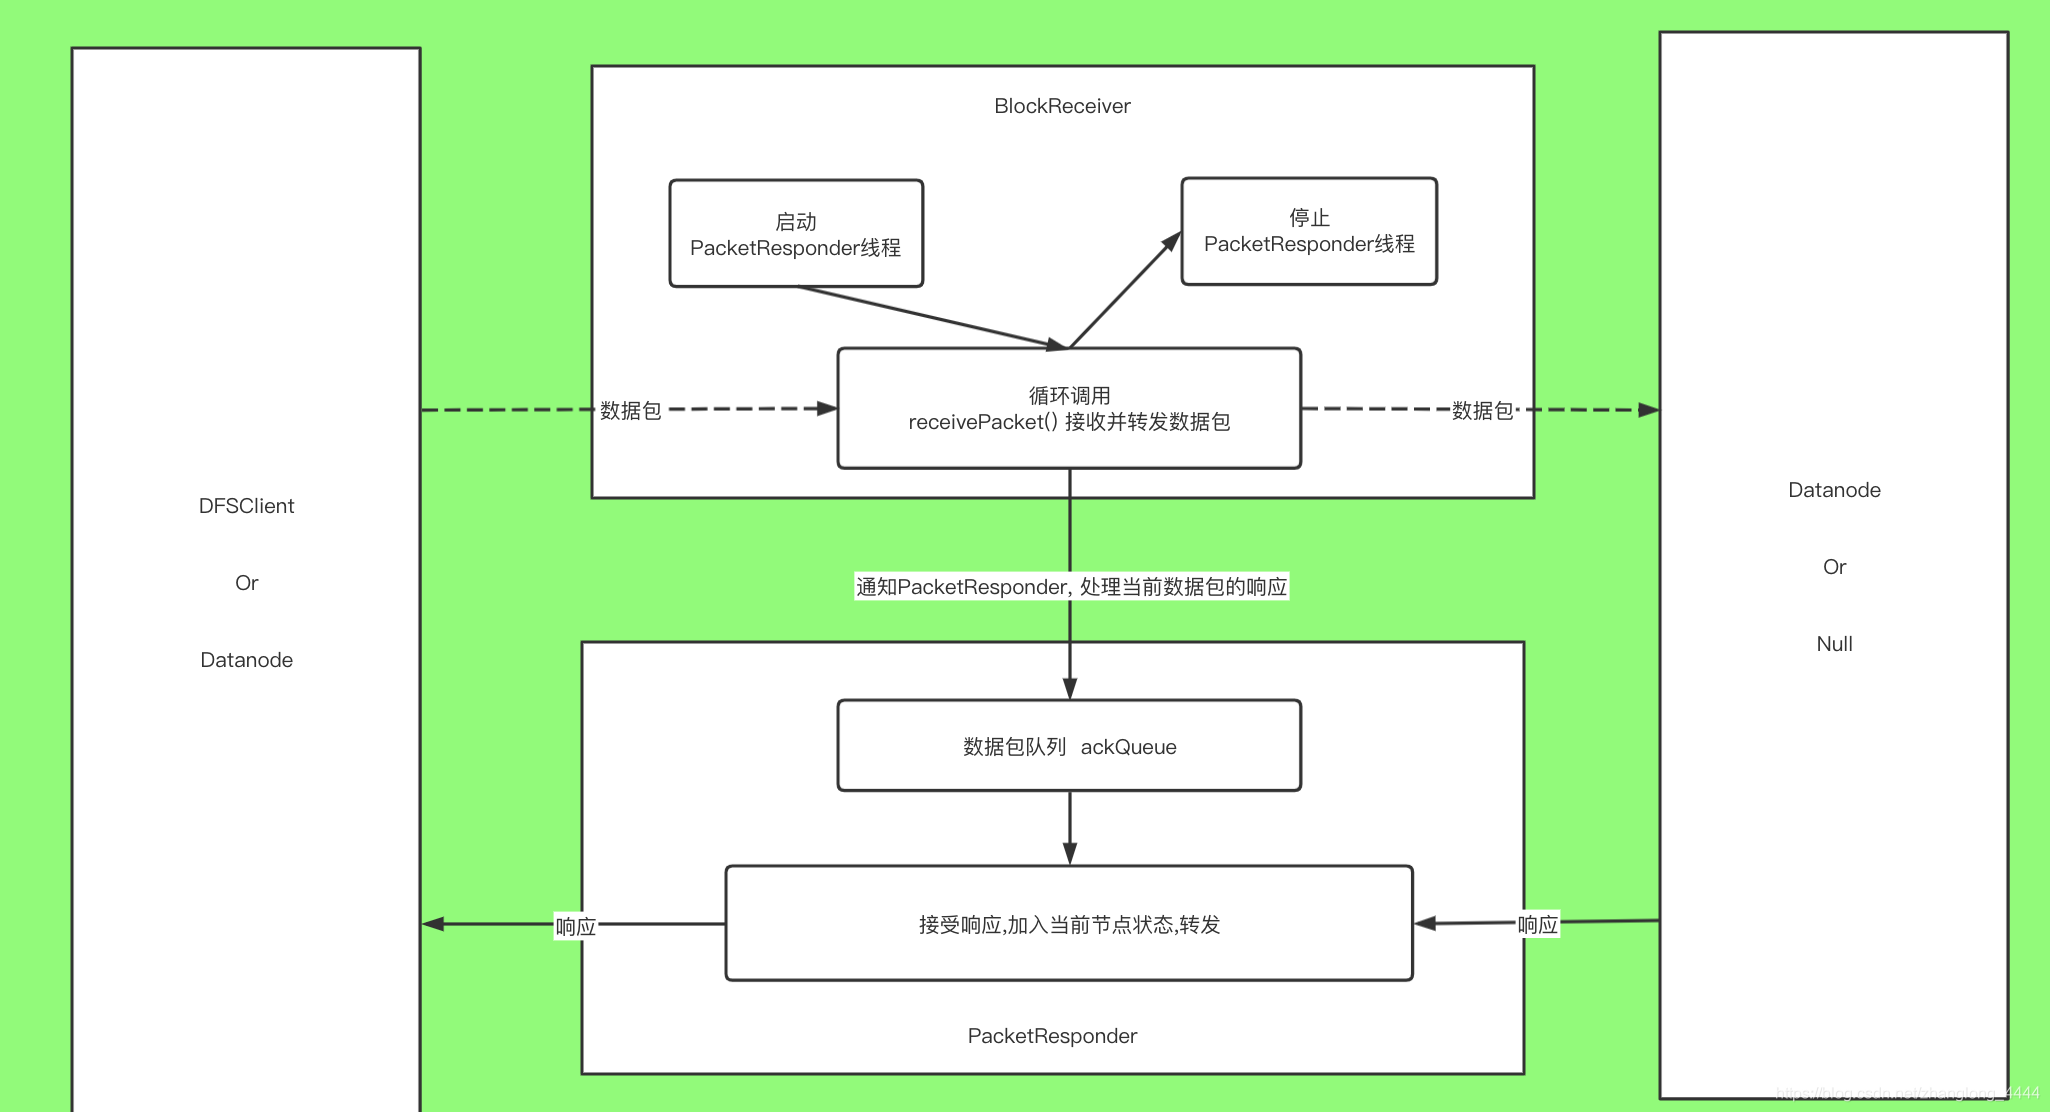 BlockReceiver
启动
PacketResponder线程
停止
PacketResponder线程
循环调用
receivePacket() 接收并转发数据包
数据包
数据包
DFSClient
Or
Datanode
Datanode
Or
Null
通知PacketResponder, 处理当前数据包的响应
数据包队列 ackQueue
接受响应,加入当前节点状态,转发
响应
响应
PacketResponder
https://blog.csdn.net/zhanglong_4444